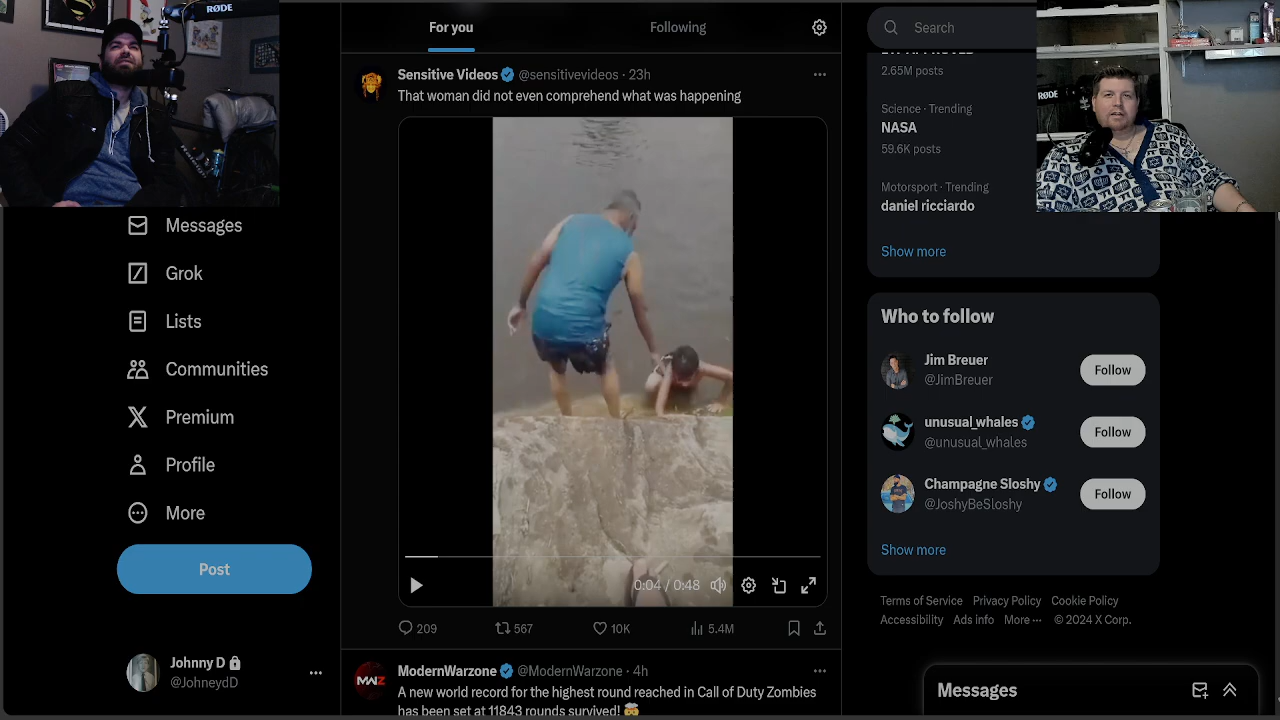 RØDE
For you
Following
Search
Sensitive Videos @sensitivevideos · 23h
That woman did not even comprehend what was happening
2.65M posts
Science · Trending
NASA
59.6K posts
Motorsport · Trending
daniel ricciardo
Show more
RØDE
Messages
Grok
Lists
Communities
Premium
Profile
More
Post
Who to follow
Jim Breuer
@JimBreuer
Follow
unusual_whales
@unusual_whales
Follow
Champagne Sloshy
@JoshyBeSloshy
Follow
Show more
Terms of Service Privacy Policy Cookie Policy
Accessibility Ads info More ··· © 2024 X Corp.
0:04 / 0:48
209 567 10K 5.4M
Johnny D
@JohneydD
MWZ
ModernWarzone @ModernWarzone · 4h
A new world record for the highest round reached in Call of Duty Zombies
has been set at 11843 rounds survived! 🤯
Messages